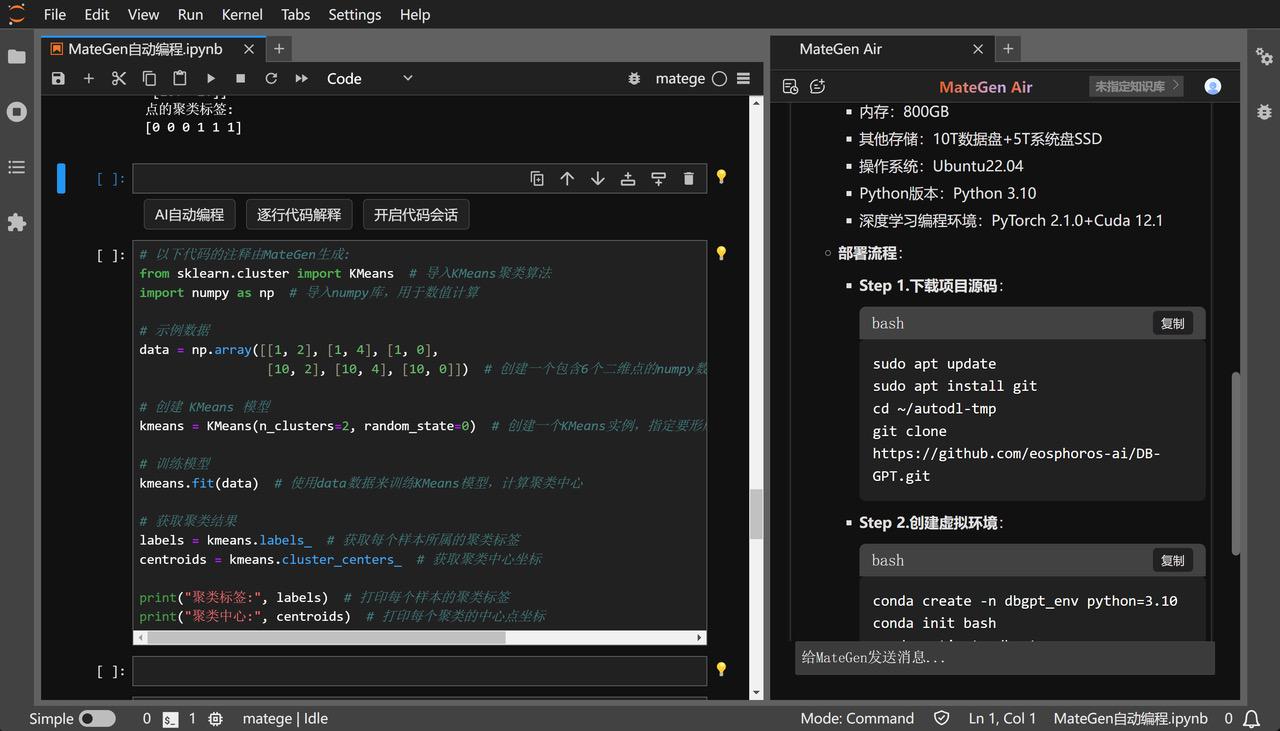 File Edit View Run Kernel Tabs Settings Help
MateGen自动编程.ipynb
Code
matege
点的聚类标签:
[0 0 0 1 1 1]
[ ]:
AI自动编程 逐行代码解释 开启代码会话
[ ]:
# 以下代码的注释由MateGen生成:
from sklearn.cluster import KMeans  # 导入KMeans聚类算法
import numpy as np  # 导入numpy库，用于数值计算
# 示例数据
data = np.array([[1, 2], [1, 4], [1, 0],
[10, 2], [10, 4], [10, 0]])  # 创建一个包含6个二维点的numpy数
# 创建 KMeans 模型
kmeans = KMeans(n_clusters=2, random_state=0)  # 创建一个KMeans实例，指定要形
# 训练模型
kmeans.fit(data)  # 使用data数据来训练KMeans模型，计算聚类中心
# 获取聚类结果
labels = kmeans.labels_  # 获取每个样本所属的聚类标签
centroids = kmeans.cluster_centers_  # 获取聚类中心坐标
print("聚类标签:", labels)  # 打印每个样本的聚类标签
print("聚类中心:", centroids)  # 打印每个聚类的中心点坐标
[ ]:
MateGen Air
MateGen Air
未指定知识库
内存：800GB
其他存储：10T数据盘+5T系统盘SSD
操作系统：Ubuntu22.04
Python版本：Python 3.10
深度学习编程环境：PyTorch 2.1.0+Cuda 12.1
部署流程：
Step 1.下载项目源码：
bash 复制
sudo apt update
sudo apt install git
cd ~/autodl-tmp
git clone
https://github.com/eosphoros-ai/DB-
GPT.git
Step 2.创建虚拟环境：
bash 复制
conda create -n dbgpt_env python=3.10
conda init bash
给MateGen发送消息...
Simple 0 1 matege | Idle Mode: Command Ln 1, Col 1 MateGen自动编程.ipynb 0